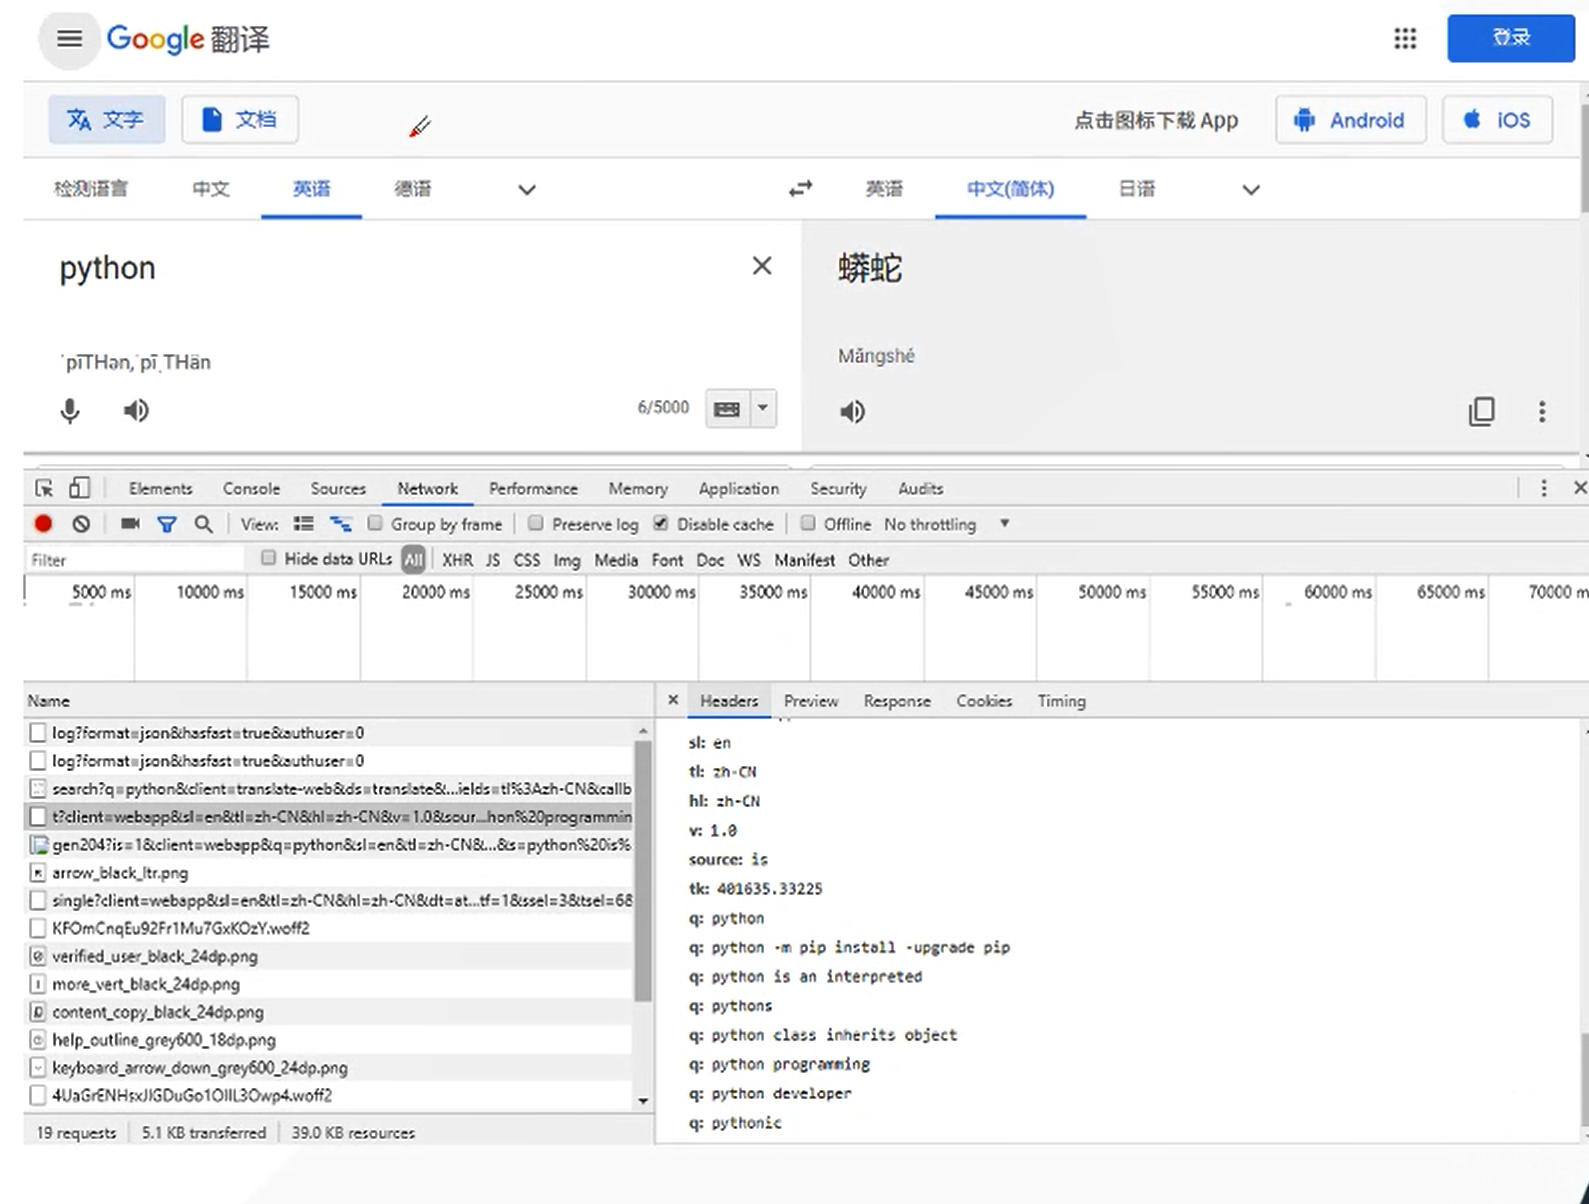 Google 翻译
登录
文字 文档 点击图标下载 App Android iOS
检测语言 中文 英语 德语 英语 中文(简体) 日语
python 蟒蛇
ˈpīTHən,ˈpīˌTHän Mǎngshé
6/5000
Elements Console Sources Network Performance Memory Application Security Audits
View: Group by frame Preserve log Disable cache Offline No throttling
Filter Hide data URLs All XHR JS CSS Img Media Font Doc WS Manifest Other
5000 ms 10000 ms 15000 ms 20000 ms 25000 ms 30000 ms 35000 ms 40000 ms 45000 ms 50000 ms 55000 ms 60000 ms 65000 ms 70000 m
Name
log?format=json&hasfast=true&authuser=0
log?format=json&hasfast=true&authuser=0
search?q=python&client=translate-web&ds=translate&...ields=tl%3Azh-CN&callb
t?client=webapp&sl=en&tl=zh-CN&hl=zh-CN&v=1.0&sour...hon%20programmin
gen204?is=1&client=webapp&q=python&sl=en&tl=zh-CN&...&s=python%20is%
arrow_black_ltr.png
single?client=webapp&sl=en&tl=zh-CN&hl=zh-CN&dt=at...tf=1&ssel=3&tsel=6&
KFOmCnqEu92Fr1Mu7GxKOzY.woff2
verified_user_black_24dp.png
more_vert_black_24dp.png
content_copy_black_24dp.png
help_outline_grey600_18dp.png
keyboard_arrow_down_grey600_24dp.png
4UaGrENHsxJlGDuGo1OIlL3Owp4.woff2
19 requests 5.1 KB transferred 39.0 KB resources
Headers Preview Response Cookies Timing
sl: en
tl: zh-CN
hl: zh-CN
v: 1.0
source: is
tk: 401635.33225
q: python
q: python -m pip install -upgrade pip
q: python is an interpreted
q: pythons
q: python class inherits object
q: python programming
q: python developer
q: pythonic